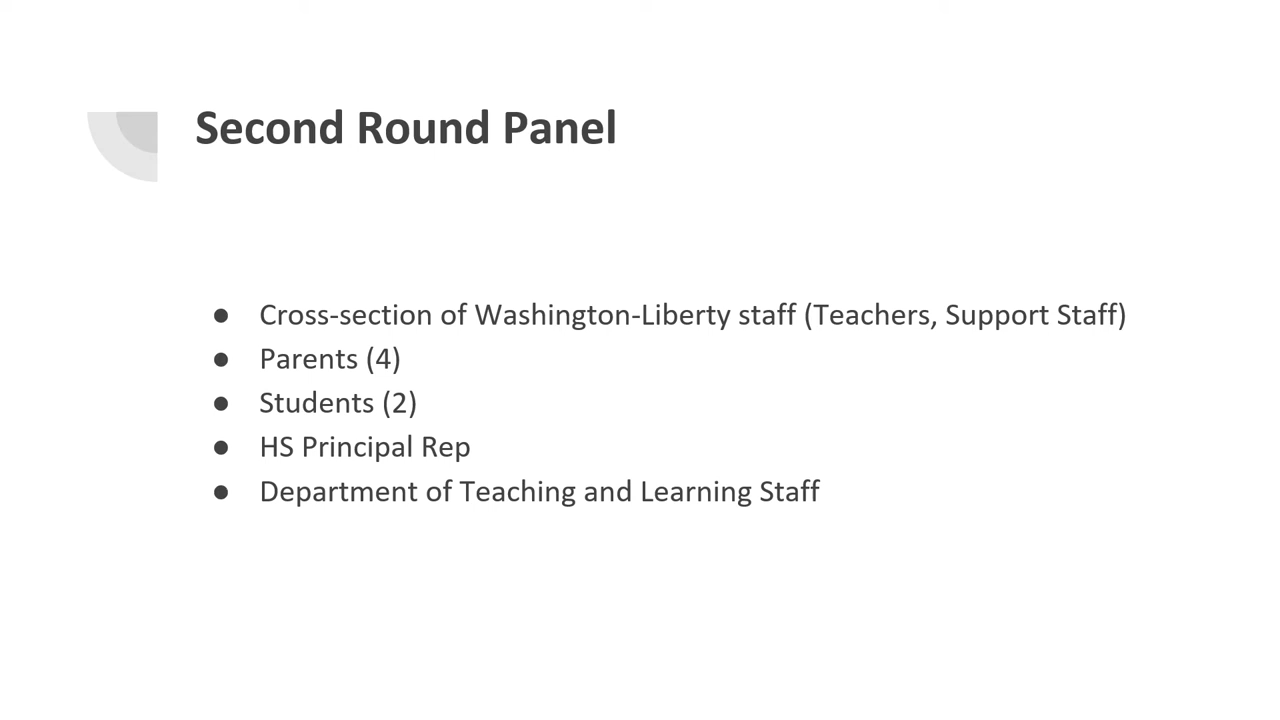 Second Round Panel
● Cross-section of Washington-Liberty staff (Teachers, Support Staff)
● Parents (4)
● Students (2)
● HS Principal Rep
● Department of Teaching and Learning Staff